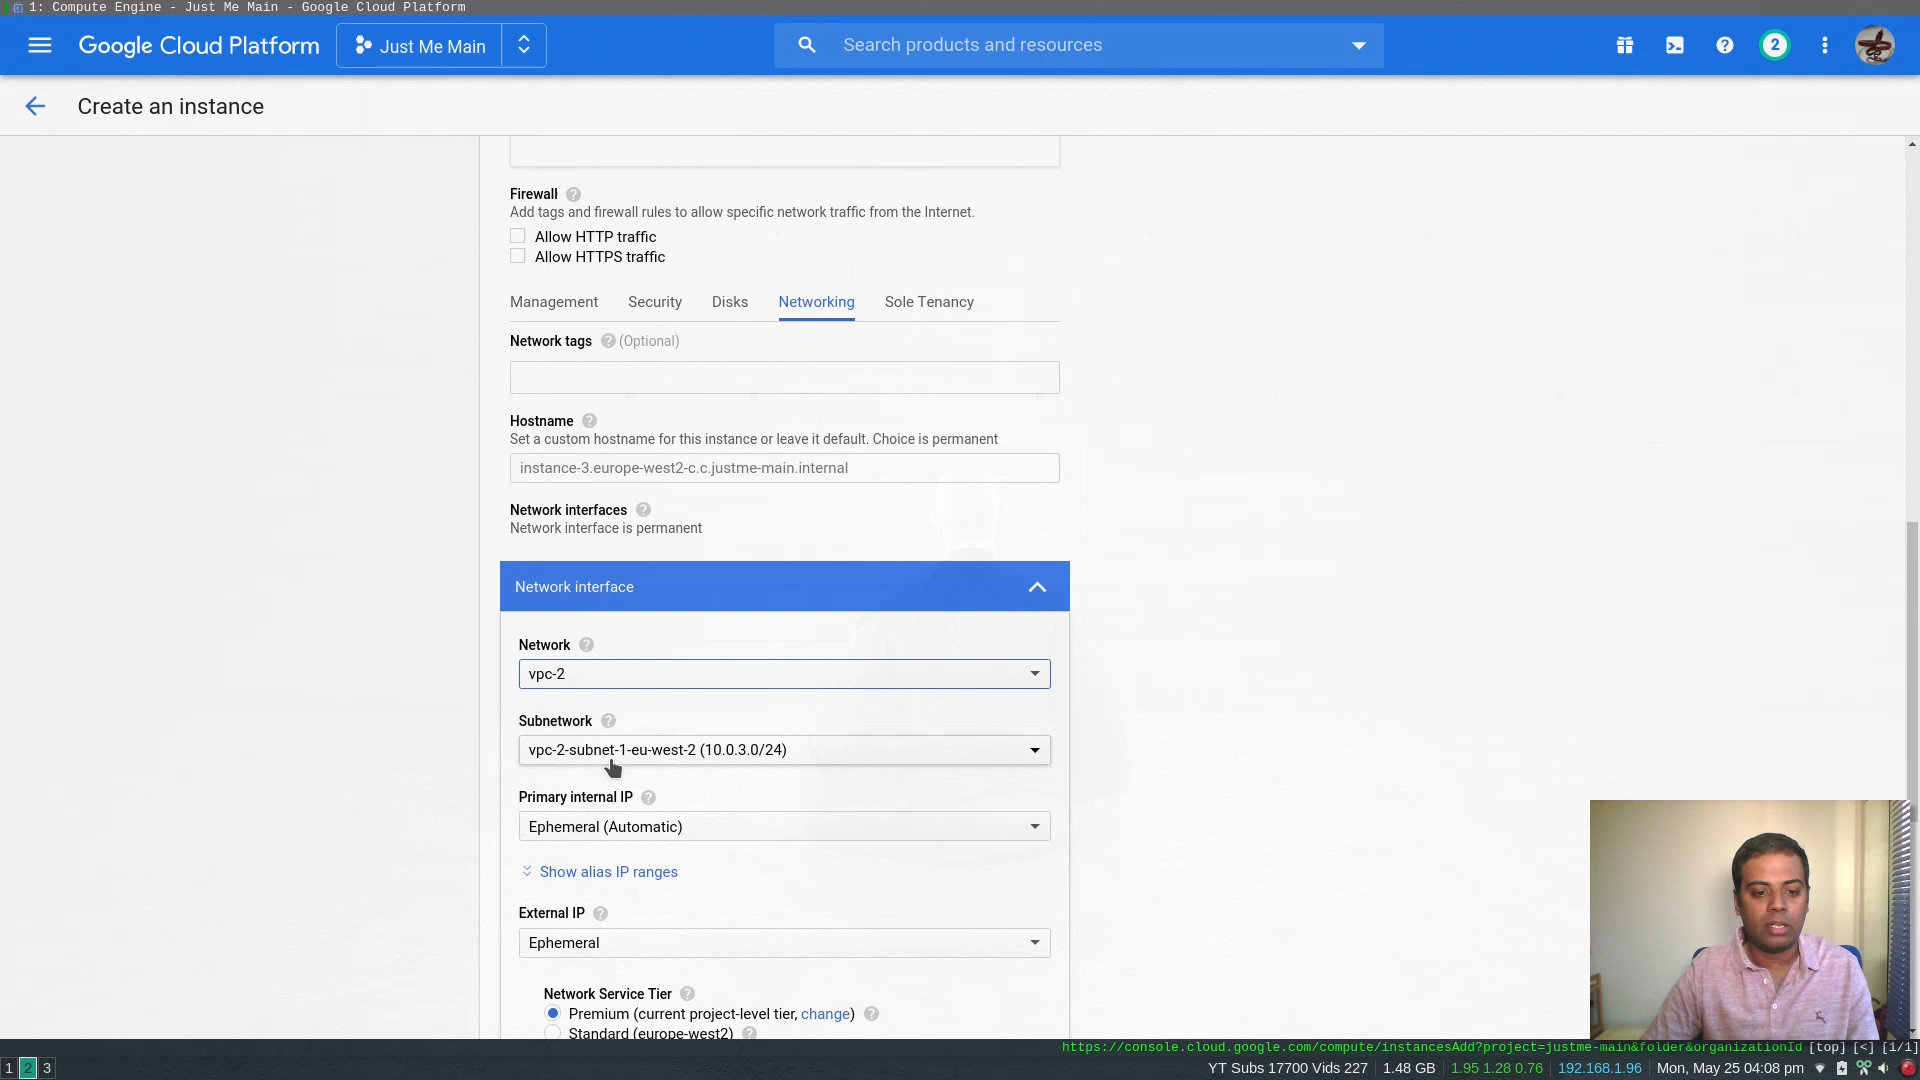 1: Compute Engine - Just Me Main - Google Cloud Platform
Google Cloud Platform
Just Me Main
Search products and resources
2
Create an instance
Firewall
Add tags and firewall rules to allow specific network traffic from the Internet.
Allow HTTP traffic
Allow HTTPS traffic
Management Security Disks Networking Sole Tenancy
Network tags (Optional)
Hostname
Set a custom hostname for this instance or leave it default. Choice is permanent
instance-3.europe-west2-c.c.justme-main.internal
Network interfaces
Network interface is permanent
Network interface
Network
vpc-2
Subnetwork
vpc-2-subnet-1-eu-west-2 (10.0.3.0/24)
Primary internal IP
Ephemeral (Automatic)
Show alias IP ranges
External IP
Ephemeral
Network Service Tier
Premium (current project-level tier, change)
Standard (europe-west2)
https://console.cloud.google.com/compute/instancesAdd?project=justme-main&folder&organizationId [top] [<] [1/1]
1 2 3
YT Subs 17700 Vids 227 | 1.48 GB | 1.95 1.28 0.76 | 192.168.1.96 | Mon, May 25 04:08 pm